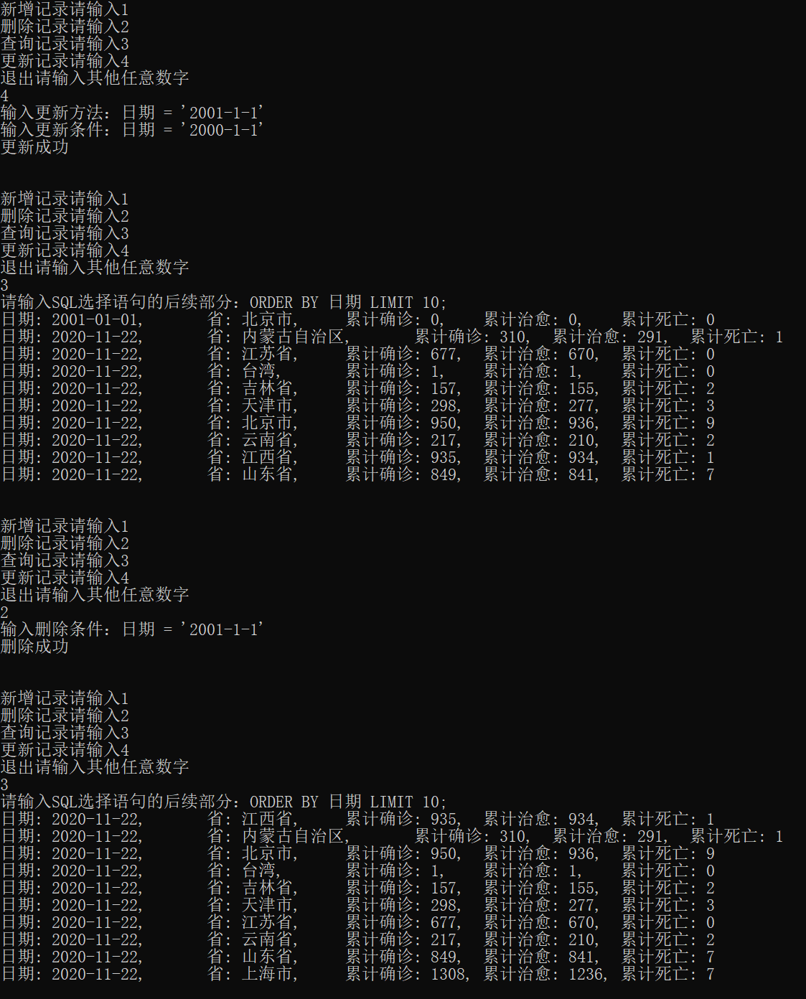 新增记录请输入1
删除记录请输入2
查询记录请输入3
更新记录请输入4
退出请输入其他任意数字
4
输入更新方法：日期 = '2001-1-1'
输入更新条件：日期 = '2000-1-1'
更新成功
新增记录请输入1
删除记录请输入2
查询记录请输入3
更新记录请输入4
退出请输入其他任意数字
3
请输入SQL选择语句的后续部分：ORDER BY 日期 LIMIT 10;
日期: 2001-01-01, 省: 北京市, 累计确诊: 0, 累计治愈: 0, 累计死亡: 0
日期: 2020-11-22, 省: 内蒙古自治区, 累计确诊: 310, 累计治愈: 291, 累计死亡: 1
日期: 2020-11-22, 省: 江苏省, 累计确诊: 677, 累计治愈: 670, 累计死亡: 0
日期: 2020-11-22, 省: 台湾, 累计确诊: 1, 累计治愈: 1, 累计死亡: 0
日期: 2020-11-22, 省: 吉林省, 累计确诊: 157, 累计治愈: 155, 累计死亡: 2
日期: 2020-11-22, 省: 天津市, 累计确诊: 298, 累计治愈: 277, 累计死亡: 3
日期: 2020-11-22, 省: 北京市, 累计确诊: 950, 累计治愈: 936, 累计死亡: 9
日期: 2020-11-22, 省: 云南省, 累计确诊: 217, 累计治愈: 210, 累计死亡: 2
日期: 2020-11-22, 省: 江西省, 累计确诊: 935, 累计治愈: 934, 累计死亡: 1
日期: 2020-11-22, 省: 山东省, 累计确诊: 849, 累计治愈: 841, 累计死亡: 7
新增记录请输入1
删除记录请输入2
查询记录请输入3
更新记录请输入4
退出请输入其他任意数字
2
输入删除条件：日期 = '2001-1-1'
删除成功
新增记录请输入1
删除记录请输入2
查询记录请输入3
更新记录请输入4
退出请输入其他任意数字
3
请输入SQL选择语句的后续部分：ORDER BY 日期 LIMIT 10;
日期: 2020-11-22, 省: 江西省, 累计确诊: 935, 累计治愈: 934, 累计死亡: 1
日期: 2020-11-22, 省: 内蒙古自治区, 累计确诊: 310, 累计治愈: 291, 累计死亡: 1
日期: 2020-11-22, 省: 北京市, 累计确诊: 950, 累计治愈: 936, 累计死亡: 9
日期: 2020-11-22, 省: 台湾, 累计确诊: 1, 累计治愈: 1, 累计死亡: 0
日期: 2020-11-22, 省: 吉林省, 累计确诊: 157, 累计治愈: 155, 累计死亡: 2
日期: 2020-11-22, 省: 天津市, 累计确诊: 298, 累计治愈: 277, 累计死亡: 3
日期: 2020-11-22, 省: 江苏省, 累计确诊: 677, 累计治愈: 670, 累计死亡: 0
日期: 2020-11-22, 省: 云南省, 累计确诊: 217, 累计治愈: 210, 累计死亡: 2
日期: 2020-11-22, 省: 山东省, 累计确诊: 849, 累计治愈: 841, 累计死亡: 7
日期: 2020-11-22, 省: 上海市, 累计确诊: 1308, 累计治愈: 1236, 累计死亡: 7